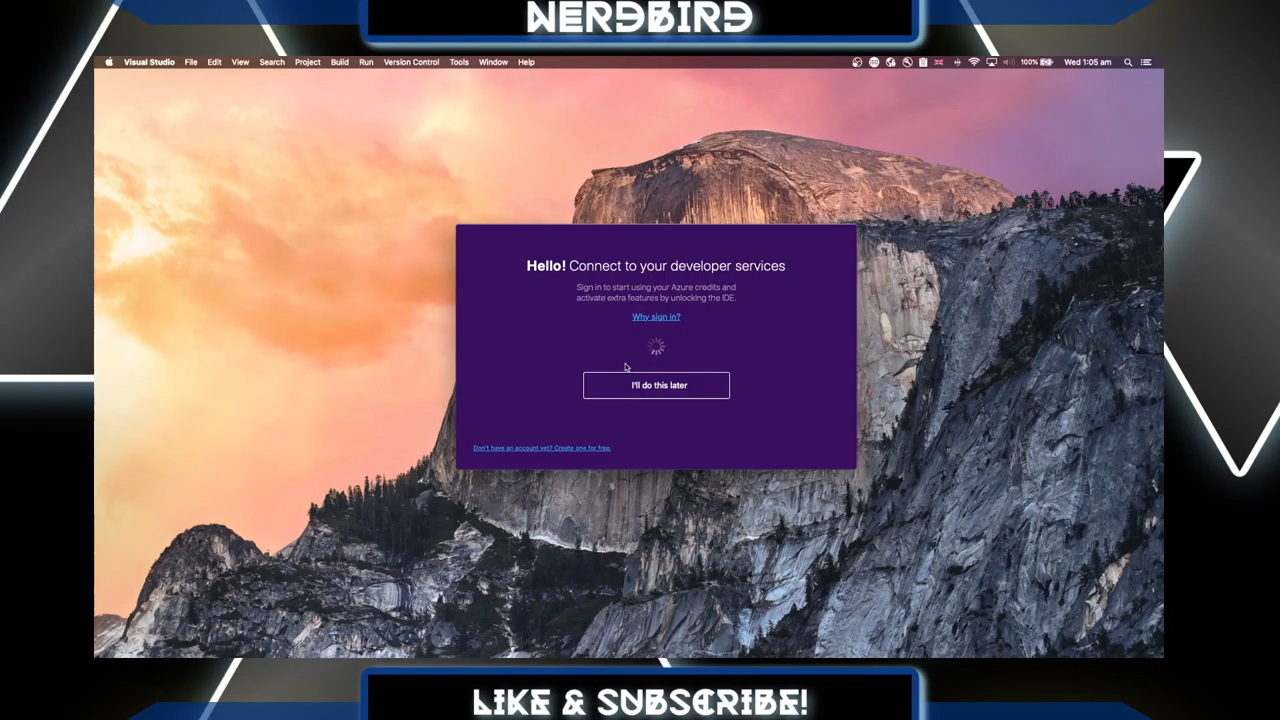 NERDBIRD
Visual Studio File Edit View Search Project Build Run Version Control Tools Window Help 100% Wed 1:05 am
Hello! Connect to your developer services
Sign in to start using your Azure credits and
activate extra features by unlocking the IDE.
Why sign in?
I'll do this later
Don't have an account yet? Create one for free.
LIKE & SUBSCRIBE!